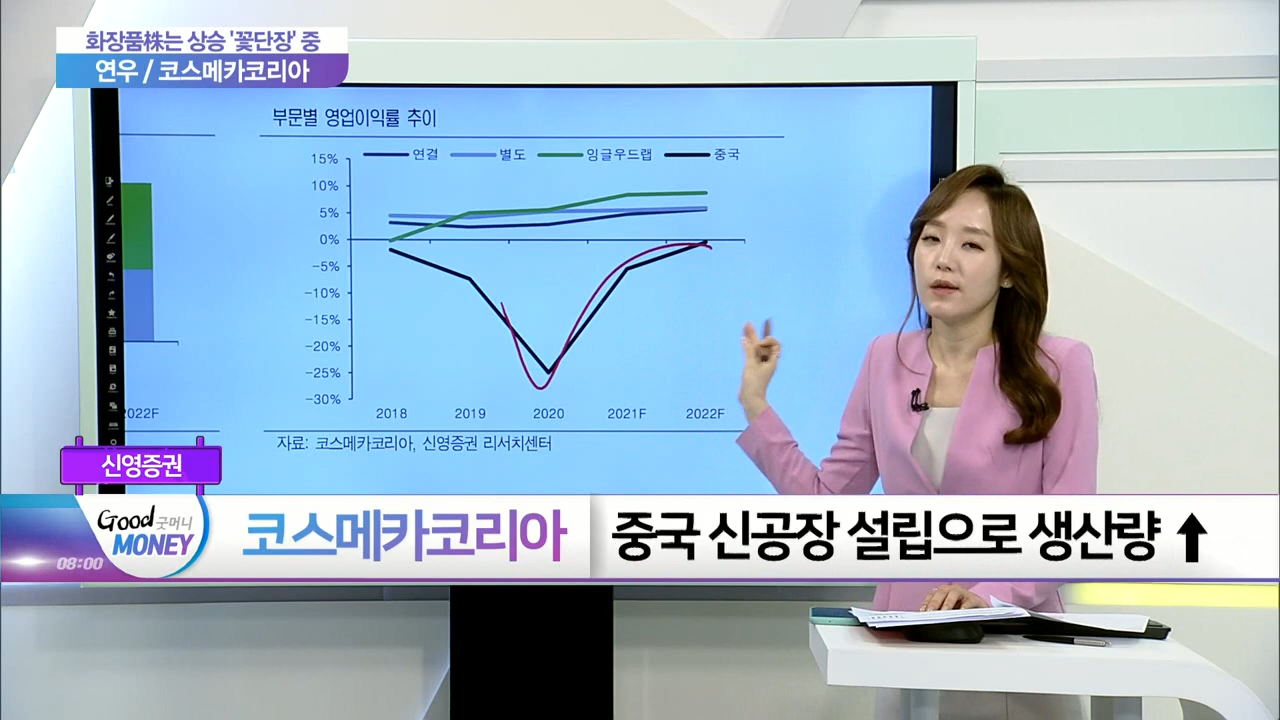 화장품株는 상승 '꽃단장' 중
연우 / 코스메카코리아
부문별 영업이익률 추이
연결 별도 잉글우드랩 중국
15%
10%
5%
0%
-5%
-10%
-15%
-20%
-25%
-30%
2018 2019 2020 2021F 2022F
2022F
자료: 코스메카코리아, 신영증권 리서치센터
신영증권
Good 굿머니
MONEY
08:00
코스메카코리아 중국 신공장 설립으로 생산량 ↑